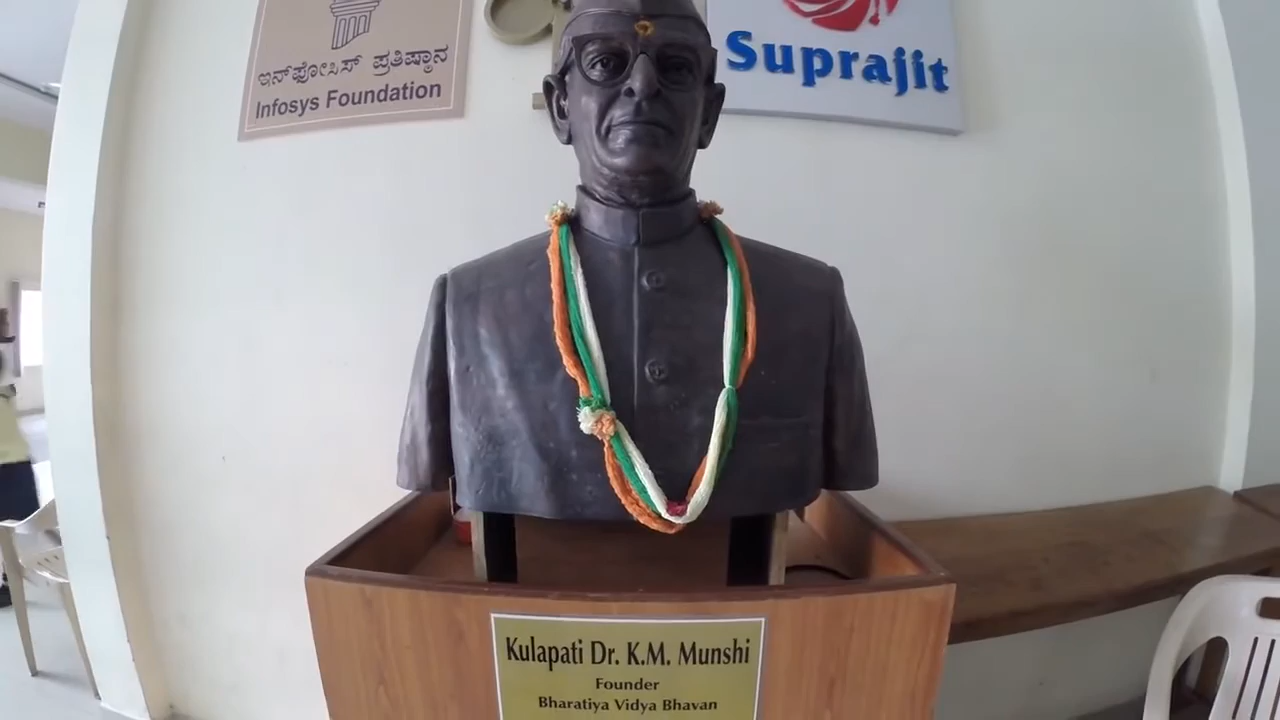 ಇನ್‌ಫೋಸಿಸ್ ಪ್ರತಿಷ್ಠಾನ
Infosys Foundation
Suprajit
Kulapati Dr. K.M. Munshi
Founder
Bharatiya Vidya Bhavan